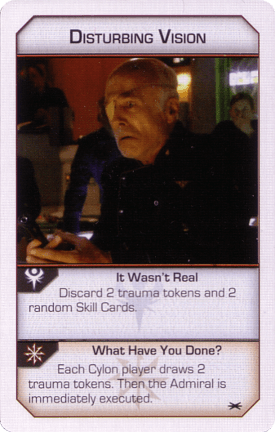 DISTURBING VISION
It Wasn't Real
Discard 2 trauma tokens and 2
random Skill Cards.
What Have You Done?
Each Cylon player draws 2
trauma tokens. Then the Admiral is
immediately executed.